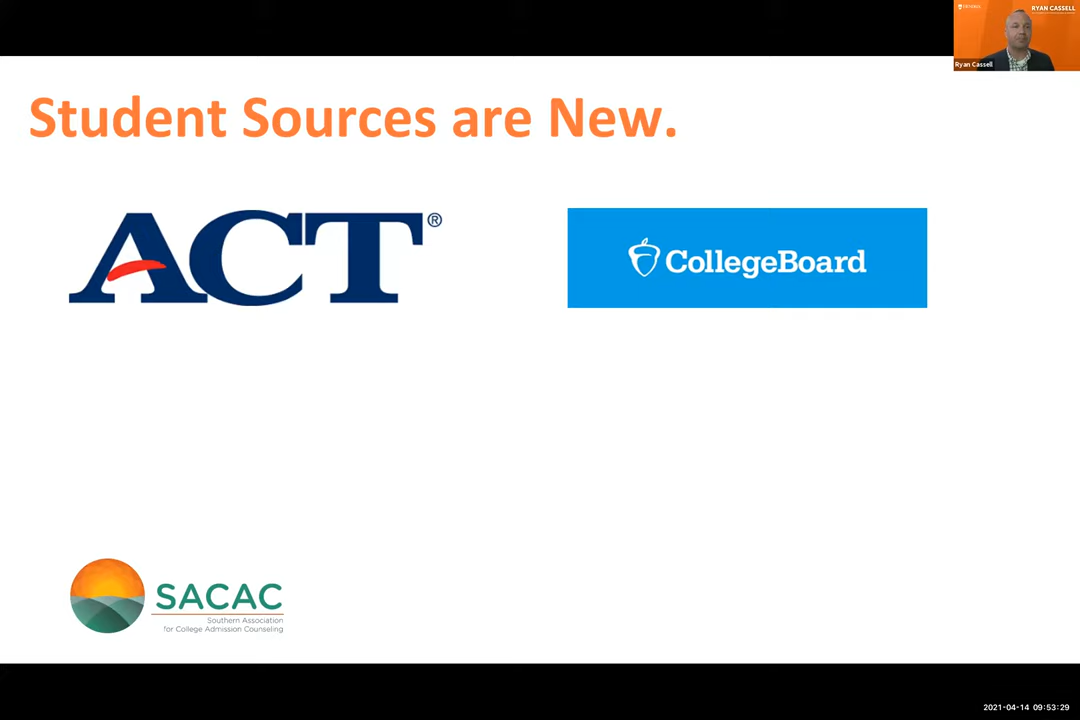 RYAN CASSELL
Ryan Cassell
Student Sources are New.
ACT®
CollegeBoard
SACAC
Southern Association
for College Admission Counseling
2021-04-14 09:53:29